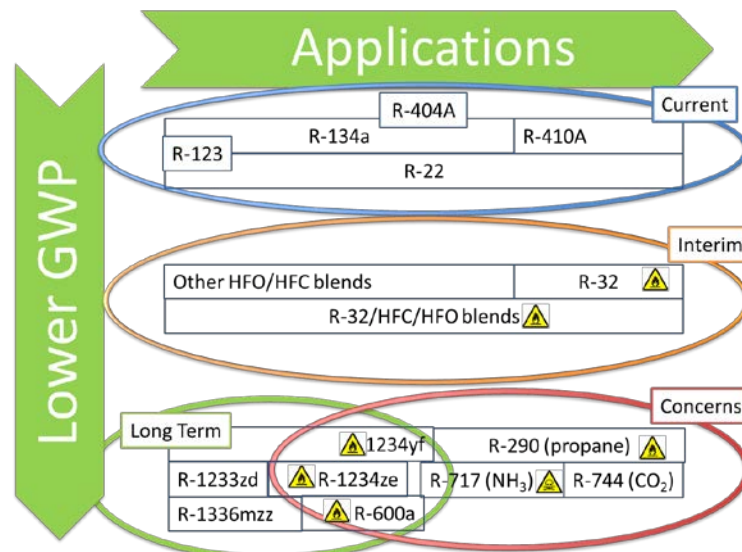 Applications
Lower GWP
Current
R-404A
R-134a
R-410A
R-123
R-22
Interim
Other HFO/HFC blends
R-32
R-32/HFC/HFO blends
Concerns
Long Term
1234yf
R-290 (propane)
R-1233zd
R-1234ze
R-717 (NH₃)
R-744 (CO₂)
R-1336mzz
R-600a